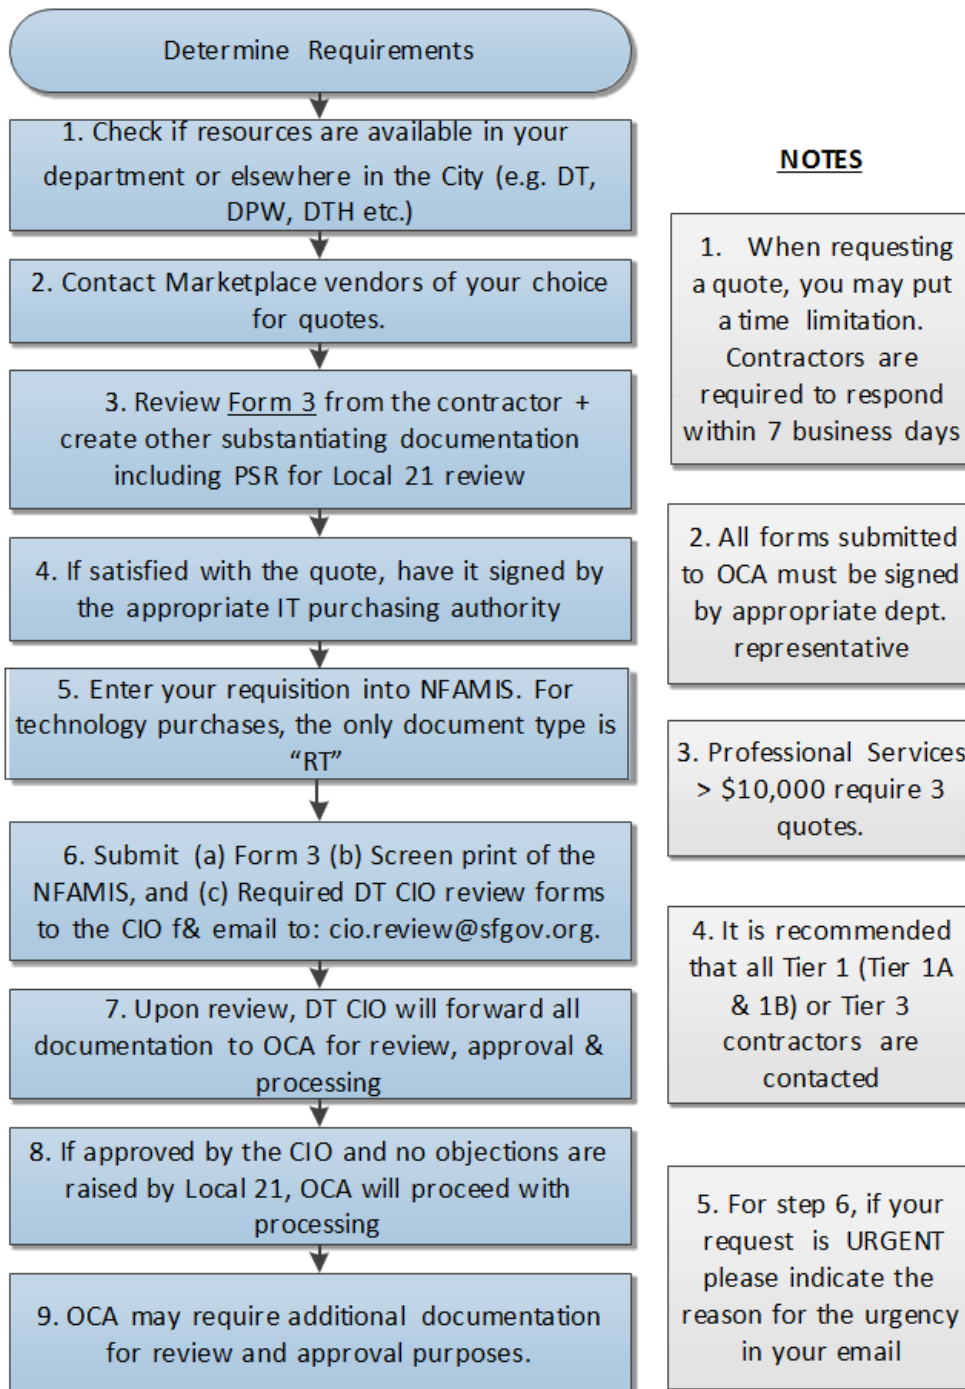 Determine Requirements
1. Check if resources are available in your
department or elsewhere in the City (e.g. DT,
DPW, DTH etc.)
2. Contact Marketplace vendors of your choice
for quotes.
3. Review Form 3 from the contractor +
create other substantiating documentation
including PSR for Local 21 review
4. If satisfied with the quote, have it signed by
the appropriate IT purchasing authority
5. Enter your requisition into NFAMIS. For
technology purchases, the only document type is
“RT”
6. Submit (a) Form 3 (b) Screen print of the
NFAMIS, and (c) Required DT CIO review forms
to the CIO f& email to: cio.review@sfgov.org.
7. Upon review, DT CIO will forward all
documentation to OCA for review, approval &
processing
8. If approved by the CIO and no objections are
raised by Local 21, OCA will proceed with
processing
9. OCA may require additional documentation
for review and approval purposes.
NOTES
1. When requesting
a quote, you may put
a time limitation.
Contractors are
required to respond
within 7 business days
2. All forms submitted
to OCA must be signed
by appropriate dept.
representative
3. Professional Services
> $10,000 require 3
quotes.
4. It is recommended
that all Tier 1 (Tier 1A
& 1B) or Tier 3
contractors are
contacted
5. For step 6, if your
request is URGENT
please indicate the
reason for the urgency
in your email